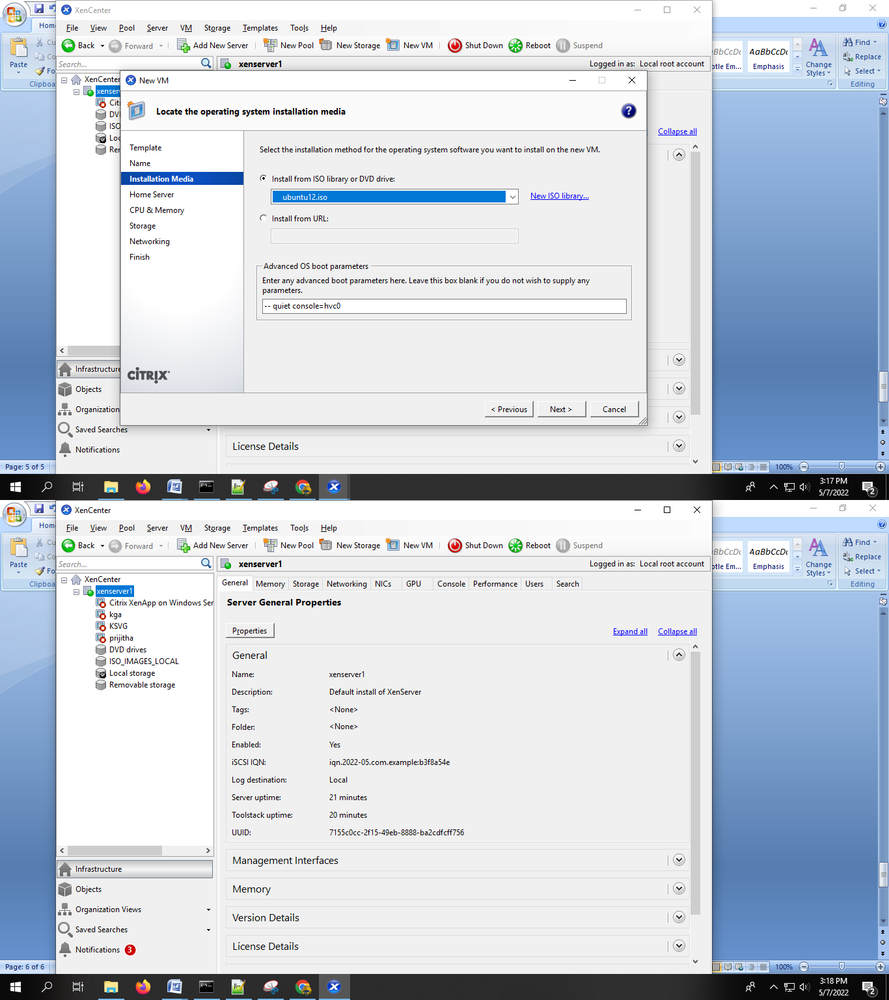 XenCenter
Home
File View Pool Server VM Storage Templates Tools Help
Back Forward Add New Server New Pool New Storage New VM Shut Down Reboot Suspend
Search...
xenserver1
Logged in as: Local root account
Paste
Clipboa
Fo
AaBbCcDc
Emphasis
Change Styles
Find
Replace
Select
Editing
XenCenter
xenser
Cit
DV
ISO
Loc
Rer
New VM
Locate the operating system installation media
Collapse all
Template
Name
Installation Media
Home Server
CPU & Memory
Storage
Networking
Finish
CITRIX
Select the installation method for the operating system software you want to install on the new VM.
Install from ISO library or DVD drive:
ubuntu12.iso
New ISO library...
Install from URL:
Advanced OS boot parameters
Enter any advanced boot parameters here. Leave this box blank if you do not wish to supply any
parameters.
-- quiet console=hvc0
< Previous Next > Cancel
Infrastructure
Objects
Organization
Saved Searches
Notifications
License Details
Page: 5 of 5
100%
3:17 PM
5/7/2022
2
XenCenter
Hom
File View Pool Server VM Storage Templates Tools Help
Back Forward Add New Server New Pool New Storage New VM Shut Down Reboot Suspend
Search...
xenserver1
Logged in as: Local root account
Paste
Clipboa
Fo
AaBbCcDc
Emphasis
Change Styles
Find
Replace
Select
Editing
XenCenter
xenserver1
Citrix XenApp on Windows Ser
kga
KSVG
prijitha
DVD drives
ISO_IMAGES_LOCAL
Local storage
Removable storage
General Memory Storage Networking NICs GPU Console Performance Users Search
Server General Properties
Properties
Expand all Collapse all
General
Name: xenserver1
Description: Default install of XenServer
Tags: <None>
Folder: <None>
Enabled: Yes
iSCSI IQN: iqn.2022-05.com.example:b3f8a54e
Log destination: Local
Server uptime: 21 minutes
Toolstack uptime: 20 minutes
UUID: 7155c0cc-2f15-49eb-8888-ba2cdfcff756
Management Interfaces
Memory
Version Details
License Details
Infrastructure
Objects
Organization Views
Saved Searches
Notifications 3
Page: 6 of 6
100%
3:18 PM
5/7/2022
2